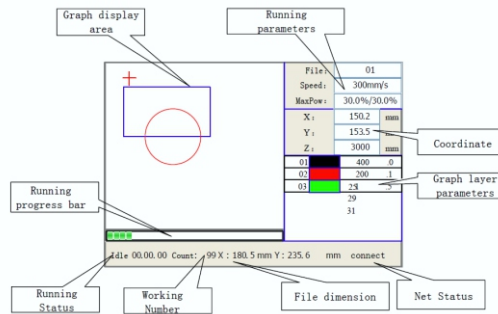 Graph display
area
Running
parameters
File: 01
Speed: 300mm/s
MaxPow: 30.0%/30.0%
X: 150.2 mm
Y: 153.5 mm
Z: 3000 mm
Coordinate
01 400 .0
02 200 .1
03 .5
29
31
Graph layer
parameters
Running
progress bar
Idle 00.00.00 Count: 99 X : 180.5 mm Y : 235.6 mm connect
Running
Status
Working
Number
File dimension
Net Status